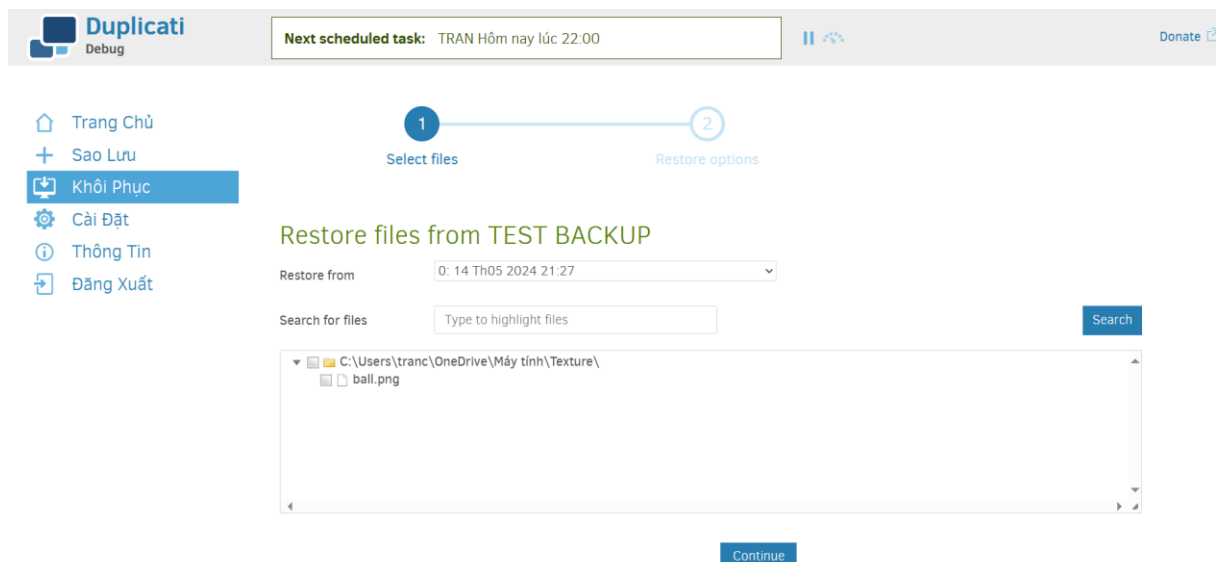 Duplicati
Debug
Next scheduled task: TRAN Hôm nay lúc 22:00
Donate
Trang Chủ
Sao Lưu
Khôi Phục
Cài Đặt
Thông Tin
Đăng Xuất
1
2
Select files
Restore options
Restore files from TEST BACKUP
Restore from
0: 14 Th05 2024 21:27
Search for files
Type to highlight files
Search
C:\Users\tranc\OneDrive\Máy tính\Texture\
ball.png
Continue